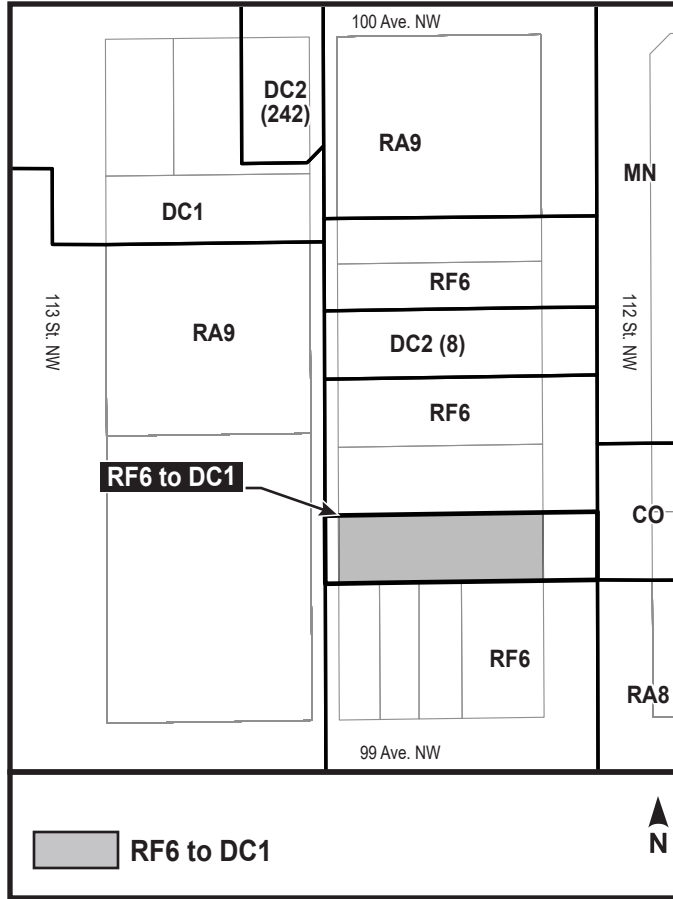 100 Ave. NW
DC2
(242)
RA9
MN
DC1
RF6
113 St. NW
RA9
DC2 (8)
112 St. NW
RF6
RF6 to DC1
CO
RF6
RA8
99 Ave. NW
RF6 to DC1
N